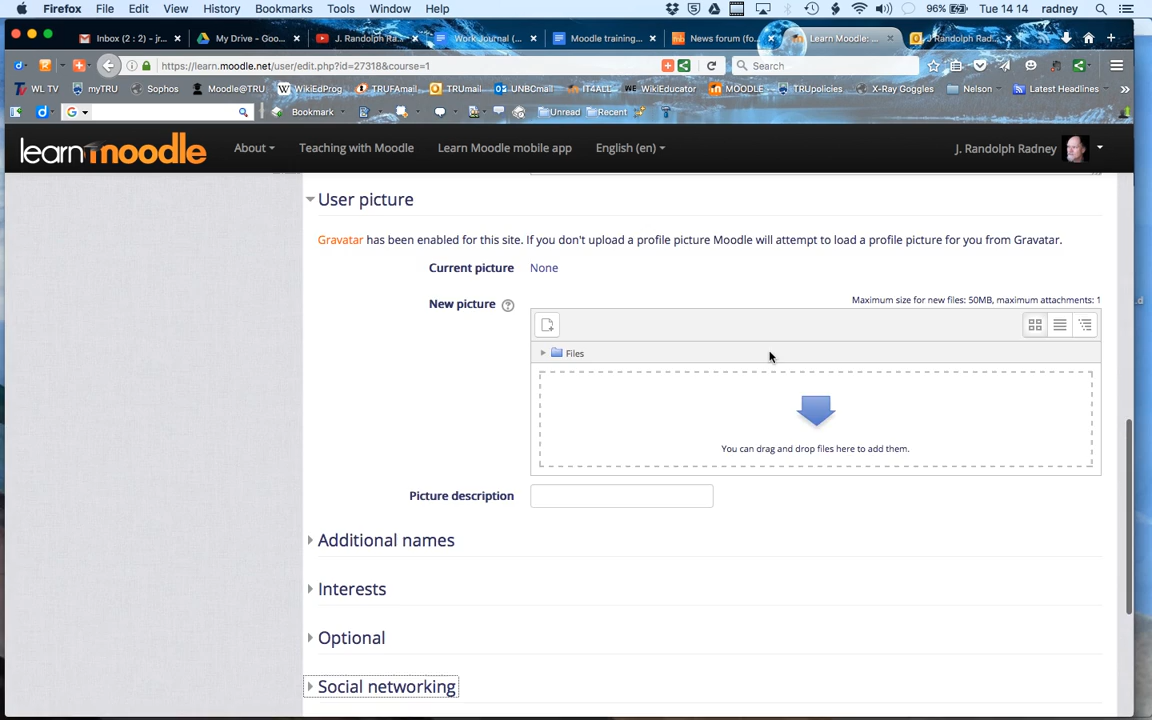 Firefox File Edit View History Bookmarks Tools Window Help 96% Tue 14 14 radney
Inbox (2 : 2) - jr... My Drive - Goo... J. Randolph Ra... Work Journal (... Moodle training... News forum (fo... Learn Moodle: ... J Randolph Rad...
https://learn.moodle.net/user/edit.php?id=27318&course=1 Search
WL TV myTRU Sophos Moodle@TRU WikiEdProg TRUFAmail TRUmail UNBCmail IT4ALL WikiEducator MOODLE TRUpolicies X-Ray Goggles Nelson Latest Headlines
Bookmark Unread Recent
learn moodle About Teaching with Moodle Learn Moodle mobile app English (en) J. Randolph Radney
User picture
Gravatar has been enabled for this site. If you don't upload a profile picture Moodle will attempt to load a profile picture for you from Gravatar.
Current picture None
New picture Maximum size for new files: 50MB, maximum attachments: 1
Files
You can drag and drop files here to add them.
Picture description
Additional names
Interests
Optional
Social networking